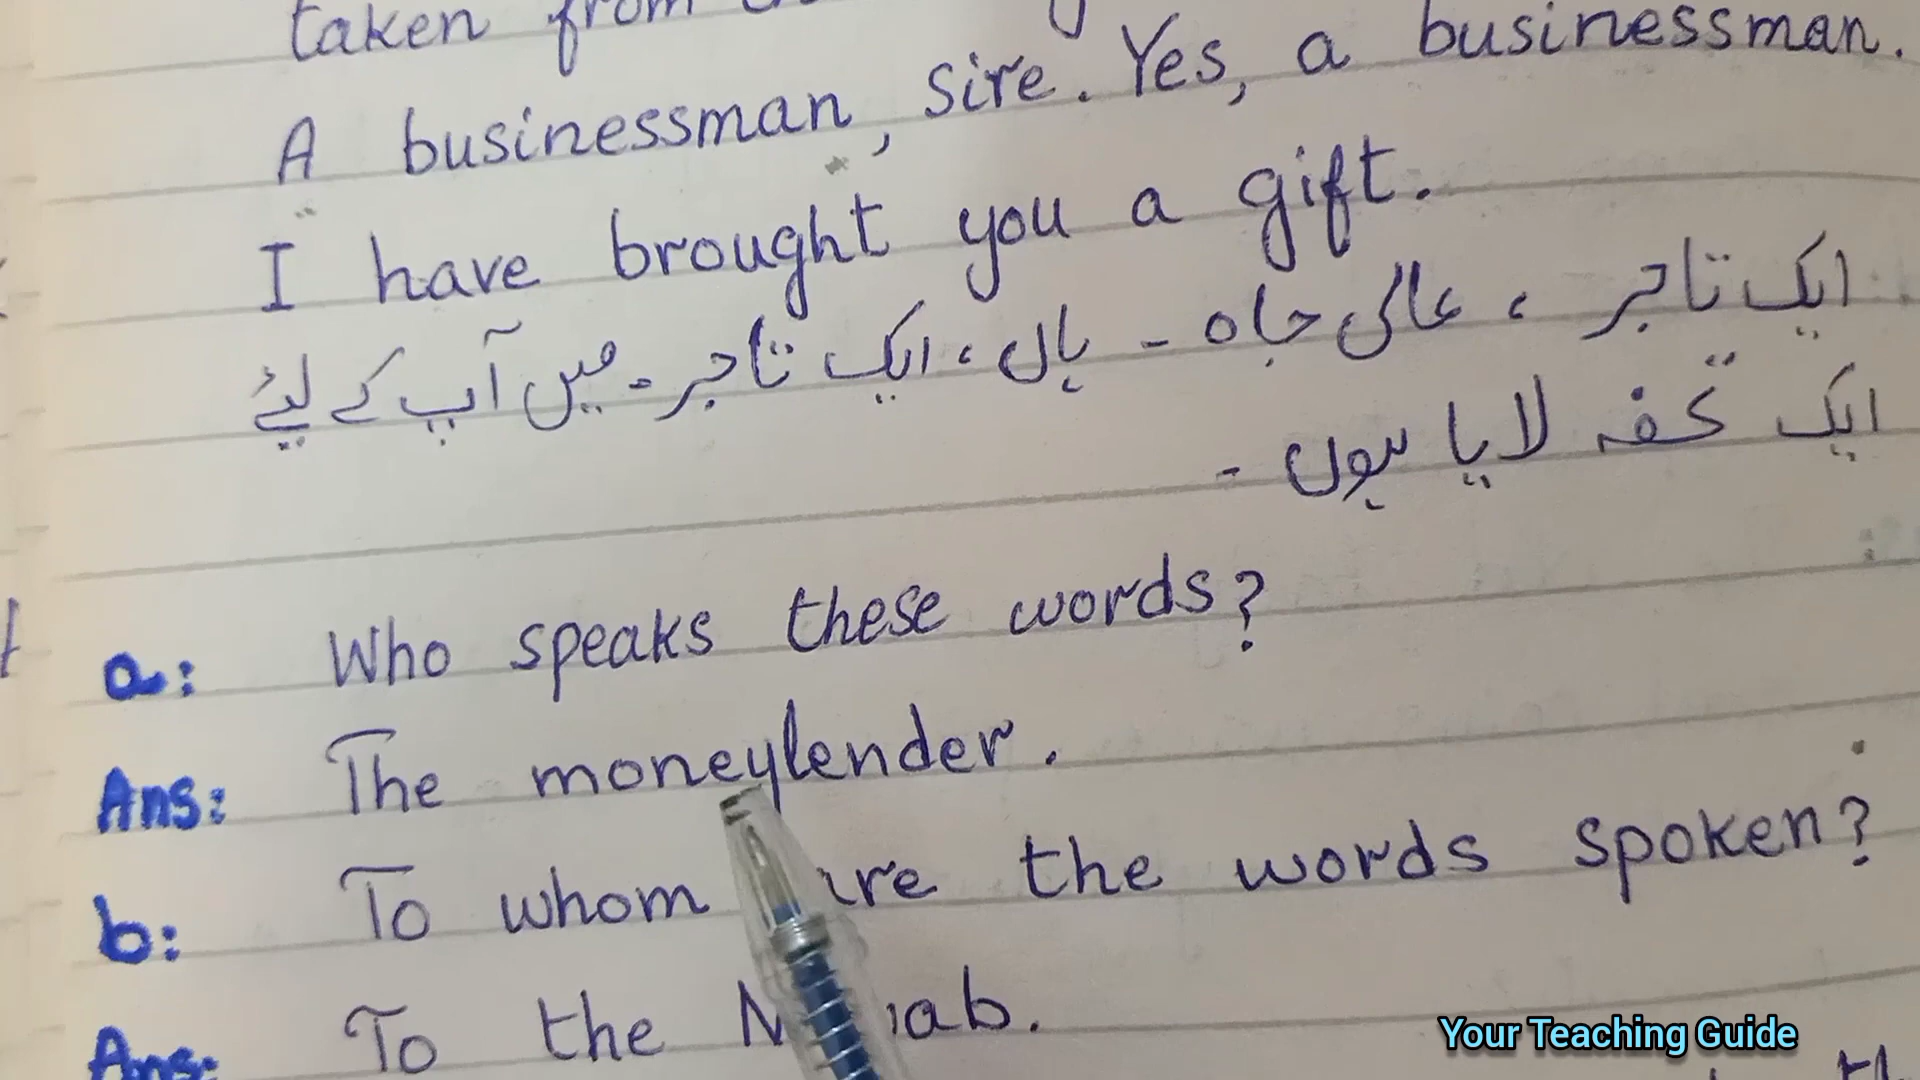 taken from
A businessman, sire. Yes, a businessman.
I have brought you a gift.
ایک تاجر ، عالی جاہ ۔ ہاں ، ایک تاجر ۔ میں آپ کے لیئے
ایک تحفہ لایا ہوں ۔
a: Who speaks these words?
Ans: The moneylender.
b: To whom are the words spoken?
Ans: To the
Your Teaching Guide